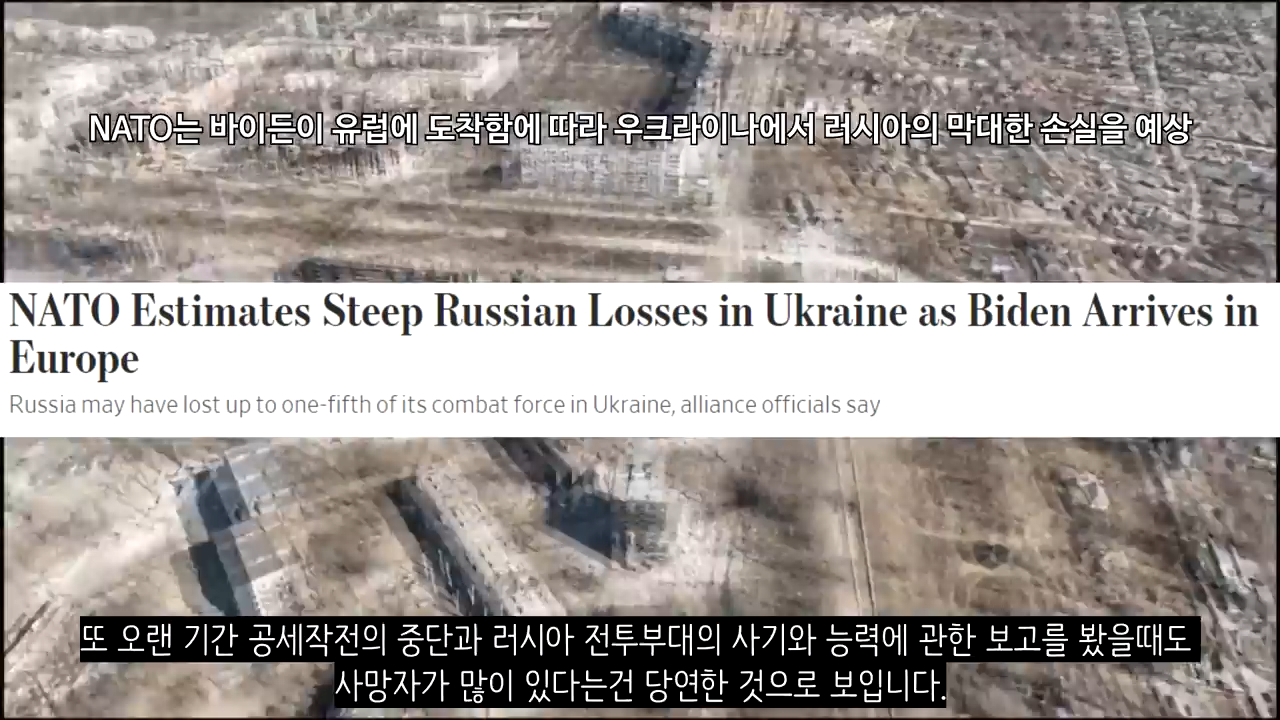 NATO는 바이든이 유럽에 도착함에 따라 우크라이나에서 러시아의 막대한 손실을 예상
NATO Estimates Steep Russian Losses in Ukraine as Biden Arrives in
Europe
Russia may have lost up to one-fifth of its combat force in Ukraine, alliance officials say
또 오랜 기간 공세작전의 중단과 러시아 전투부대의 사기와 능력에 관한 보고를 봤을때도
사망자가 많이 있다는건 당연한 것으로 보입니다.